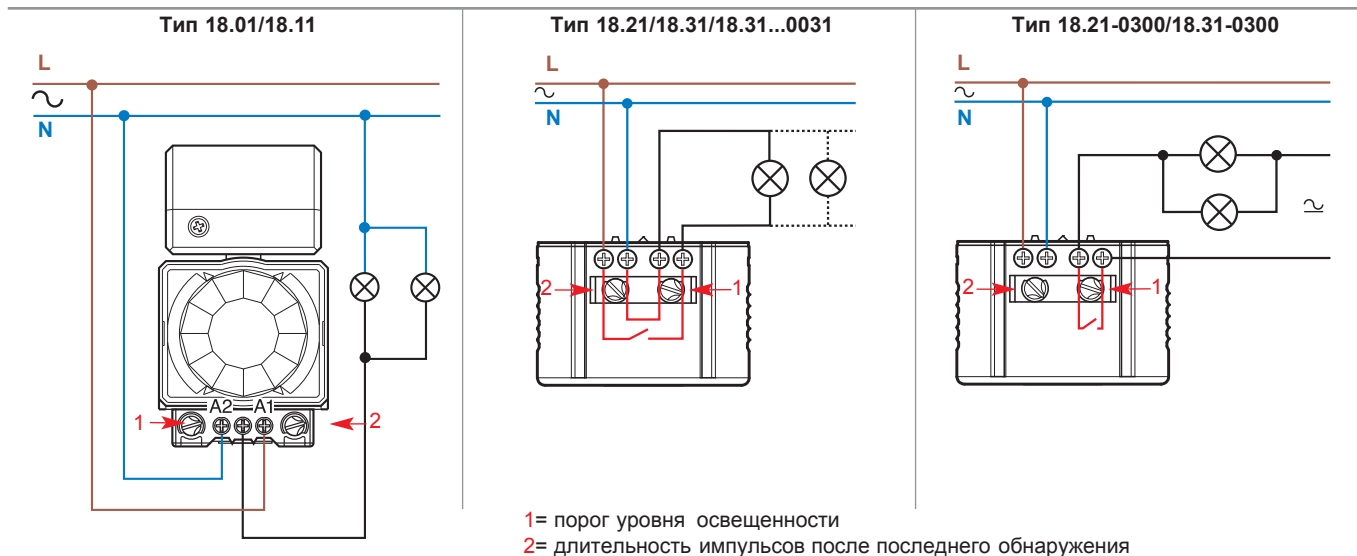 Тип 18.01/18.11
L
N
A2 A1
1
2
Тип 18.21/18.31/18.31...0031
L
N
2
1
Тип 18.21-0300/18.31-0300
L
N
2
1
1= порог уровня освещенности
2= длительность импульсов после последнего обнаружения